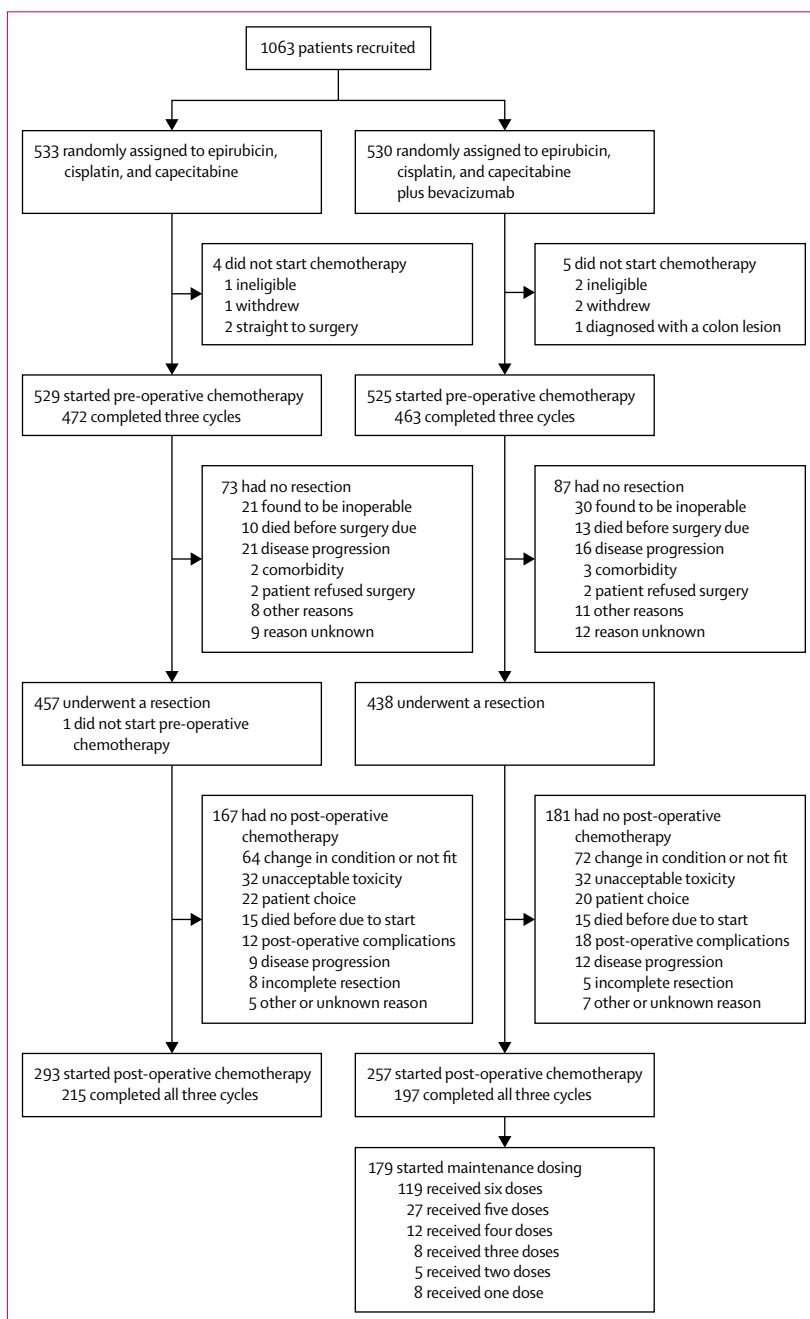 1063 patients recruited
533 randomly assigned to epirubicin,
cisplatin, and capecitabine
530 randomly assigned to epirubicin,
cisplatin, and capecitabine
plus bevacizumab
4 did not start chemotherapy
1 ineligible
1 withdrew
2 straight to surgery
5 did not start chemotherapy
2 ineligible
2 withdrew
1 diagnosed with a colon lesion
529 started pre-operative chemotherapy
472 completed three cycles
525 started pre-operative chemotherapy
463 completed three cycles
73 had no resection
21 found to be inoperable
10 died before surgery due
21 disease progression
2 comorbidity
2 patient refused surgery
8 other reasons
9 reason unknown
87 had no resection
30 found to be inoperable
13 died before surgery due
16 disease progression
3 comorbidity
2 patient refused surgery
11 other reasons
12 reason unknown
457 underwent a resection
1 did not start pre-operative
chemotherapy
438 underwent a resection
167 had no post-operative
chemotherapy
64 change in condition or not fit
32 unacceptable toxicity
22 patient choice
15 died before due to start
12 post-operative complications
9 disease progression
8 incomplete resection
5 other or unknown reason
181 had no post-operative
chemotherapy
72 change in condition or not fit
32 unacceptable toxicity
20 patient choice
15 died before due to start
18 post-operative complications
12 disease progression
5 incomplete resection
7 other or unknown reason
293 started post-operative chemotherapy
215 completed all three cycles
257 started post-operative chemotherapy
197 completed all three cycles
179 started maintenance dosing
119 received six doses
27 received five doses
12 received four doses
8 received three doses
5 received two doses
8 received one dose